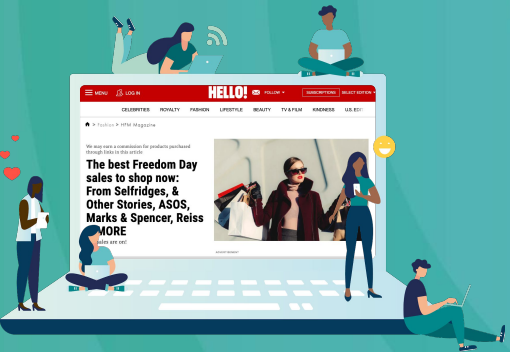 MENU LOG IN HELLO! FOLLOW SUBSCRIPTIONS SELECT EDITION
CELEBRITIES ROYALTY FASHION LIFESTYLE BEAUTY TV & FILM KINDNESS U.S. EDI
> Fashion > HFM Magazine
We may earn a commission for products purchased
through links in this article
The best Freedom Day
sales to shop now:
From Selfridges, &
Other Stories, ASOS,
Marks & Spencer, Reiss
MORE
sales are on!